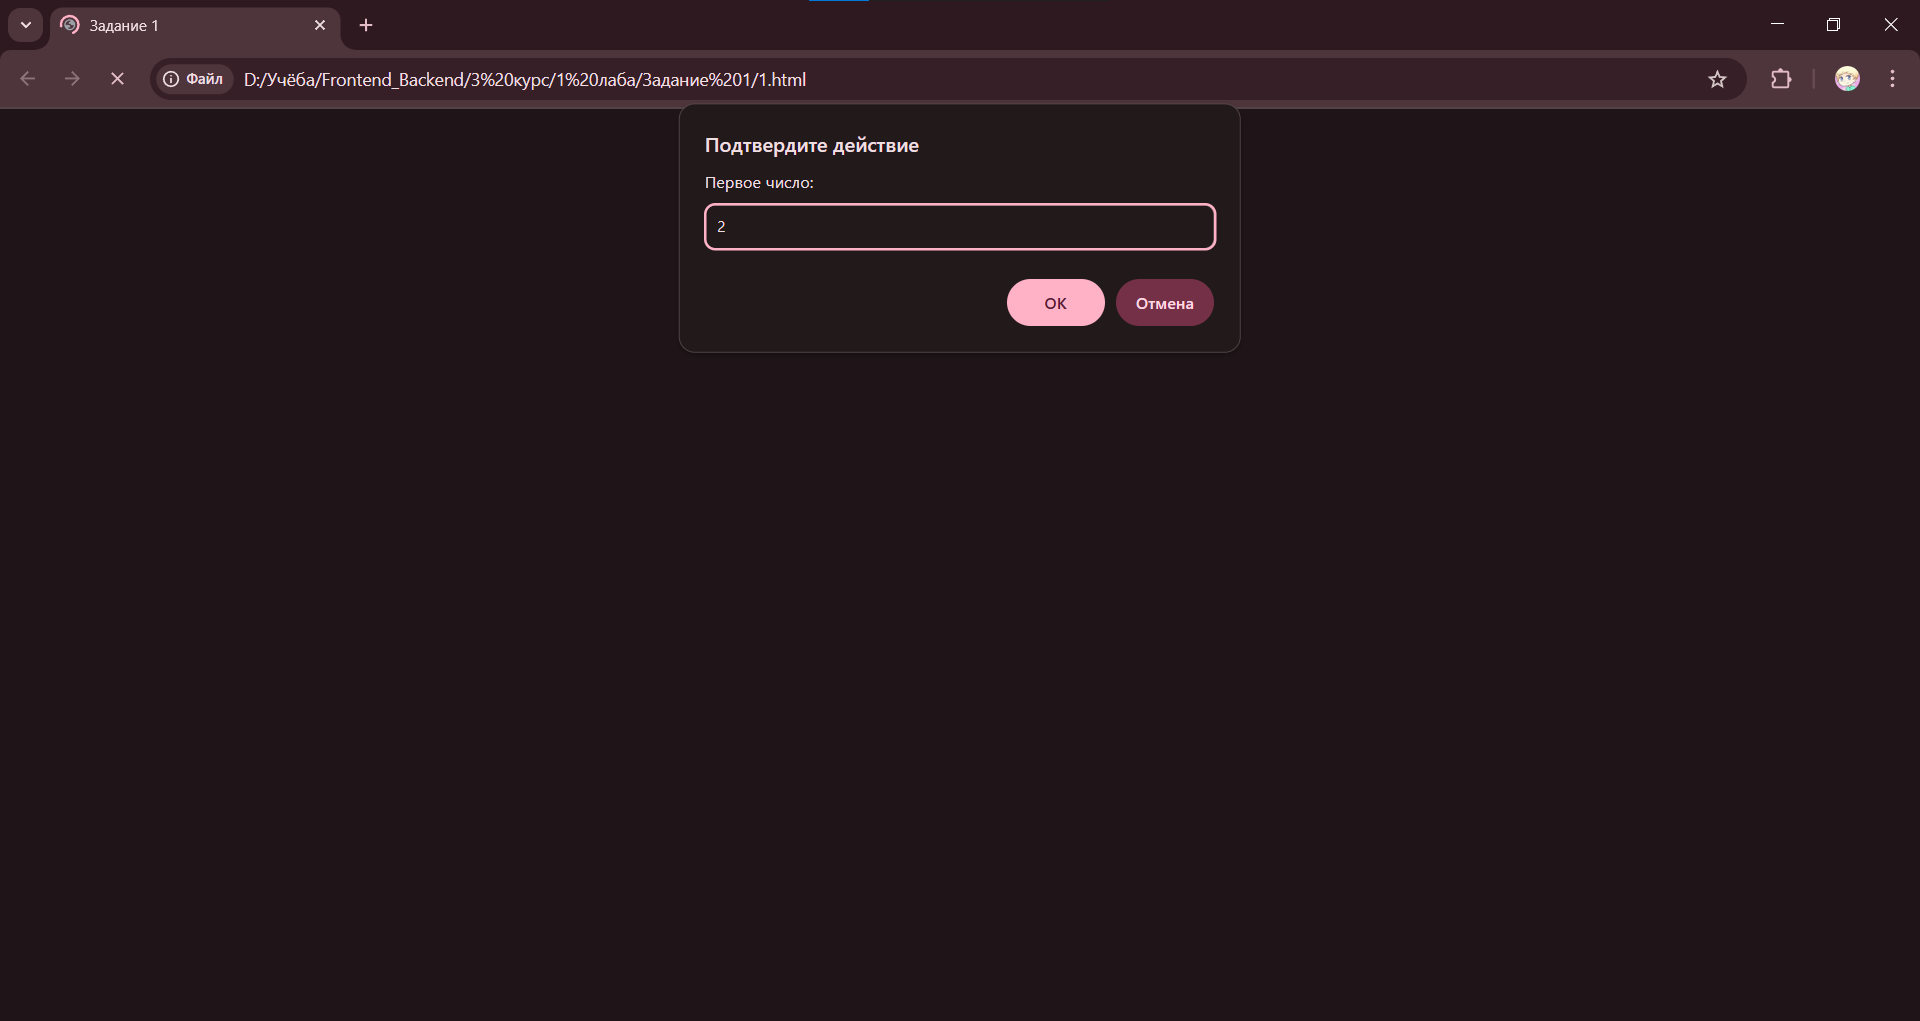 Задание 1
Файл D:/Учёба/Frontend_Backend/3%20курс/1%20лаба/Задание%201/1.html
Подтвердите действие
Первое число:
2
ОК Отмена